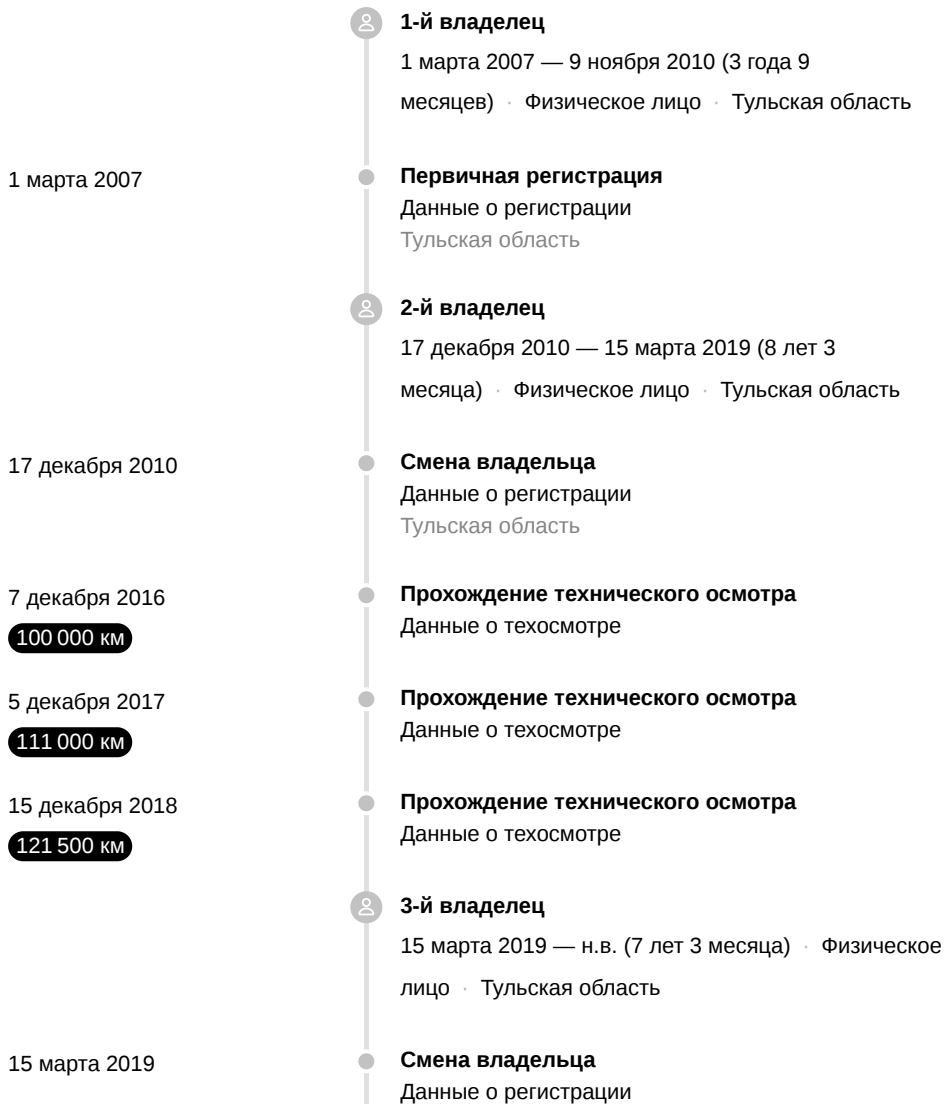 1-й владелец
1 марта 2007 — 9 ноября 2010 (3 года 9
месяцев) · Физическое лицо · Тульская область
1 марта 2007
Первичная регистрация
Данные о регистрации
Тульская область
2-й владелец
17 декабря 2010 — 15 марта 2019 (8 лет 3
месяца) · Физическое лицо · Тульская область
17 декабря 2010
Смена владельца
Данные о регистрации
Тульская область
7 декабря 2016
100 000 км
Прохождение технического осмотра
Данные о техосмотре
5 декабря 2017
111 000 км
Прохождение технического осмотра
Данные о техосмотре
15 декабря 2018
121 500 км
Прохождение технического осмотра
Данные о техосмотре
3-й владелец
15 марта 2019 — н.в. (7 лет 3 месяца) · Физическое
лицо · Тульская область
15 марта 2019
Смена владельца
Данные о регистрации